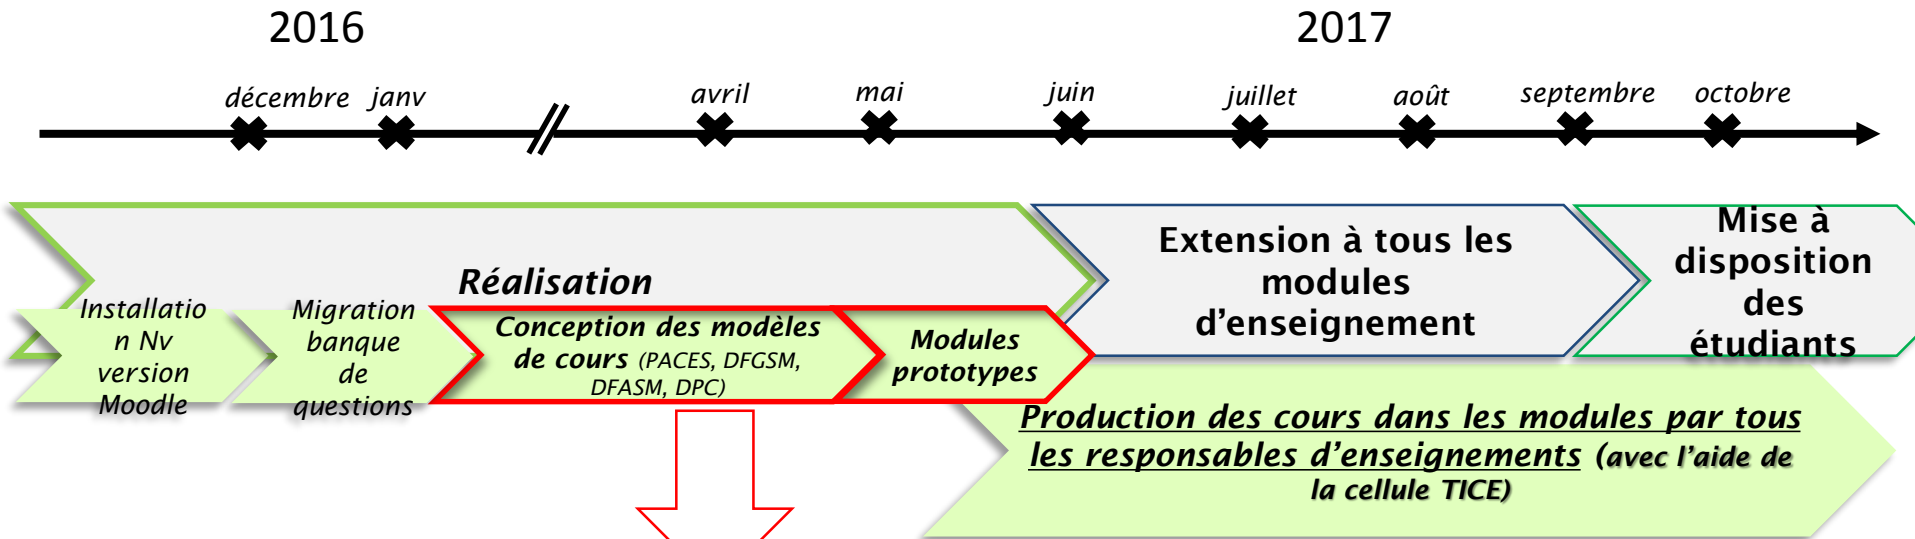 2016
2017
décembre janv avril mai juin juillet août septembre octobre
Réalisation
Installatio
n Nv
version
Moodle
Migration
banque
de
questions
Conception des modèles
de cours (PACES, DFGSM,
DFASM, DPC)
Modules
prototypes
Extension à tous les
modules
d’enseignement
Mise à
disposition
des
étudiants
Production des cours dans les modules par tous
les responsables d’enseignements (avec l’aide de
la cellule TICE)